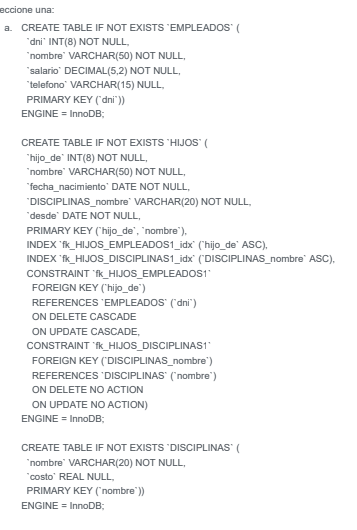 eccione una:
a. CREATE TABLE IF NOT EXISTS `EMPLEADOS` (
`dni` INT(8) NOT NULL,
`nombre` VARCHAR(50) NOT NULL,
`salario` DECIMAL(5,2) NOT NULL,
`telefono` VARCHAR(15) NULL,
PRIMARY KEY (`dni`))
ENGINE = InnoDB;
CREATE TABLE IF NOT EXISTS `HIJOS` (
`hijo_de` INT(8) NOT NULL,
`nombre` VARCHAR(50) NOT NULL,
`fecha_nacimiento` DATE NOT NULL,
`DISCIPLINAS_nombre` VARCHAR(20) NOT NULL,
`desde` DATE NOT NULL,
PRIMARY KEY (`hijo_de`, `nombre`),
INDEX `fk_HIJOS_EMPLEADOS1_idx` (`hijo_de` ASC),
INDEX `fk_HIJOS_DISCIPLINAS1_idx` (`DISCIPLINAS_nombre` ASC),
CONSTRAINT `fk_HIJOS_EMPLEADOS1`
FOREIGN KEY (`hijo_de`)
REFERENCES `EMPLEADOS` (`dni`)
ON DELETE CASCADE
ON UPDATE CASCADE,
CONSTRAINT `fk_HIJOS_DISCIPLINAS1`
FOREIGN KEY (`DISCIPLINAS_nombre`)
REFERENCES `DISCIPLINAS` (`nombre`)
ON DELETE NO ACTION
ON UPDATE NO ACTION)
ENGINE = InnoDB;
CREATE TABLE IF NOT EXISTS `DISCIPLINAS` (
`nombre` VARCHAR(20) NOT NULL,
`costo` REAL NULL,
PRIMARY KEY (`nombre`))
ENGINE = InnoDB;